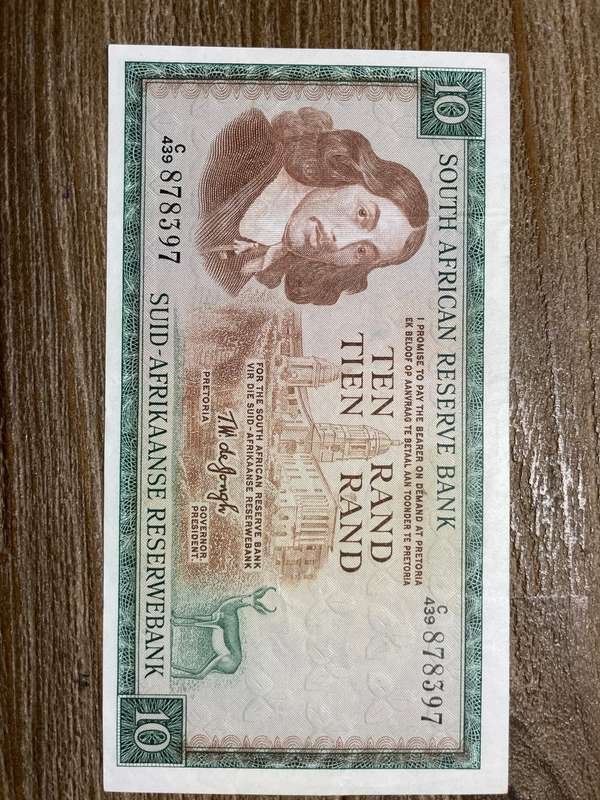 10
SOUTH AFRICAN RESERVE BANK
I PROMISE TO PAY THE BEARER ON DEMAND AT PRETORIA
EK BELOOF OP AANVRAAG TE BETAAL AAN TOONDER TE PRETORIA
C
439 878397
TEN RAND
TIEN RAND
FOR THE SOUTH AFRICAN RESERVE BANK
VIR DIE SUID-AFRIKAANSE RESERWEBANK
T W de Jongh
PRETORIA
GOVERNOR
PRESIDENT.
C
439 878397
SUID-AFRIKAANSE RESERWEBANK
10